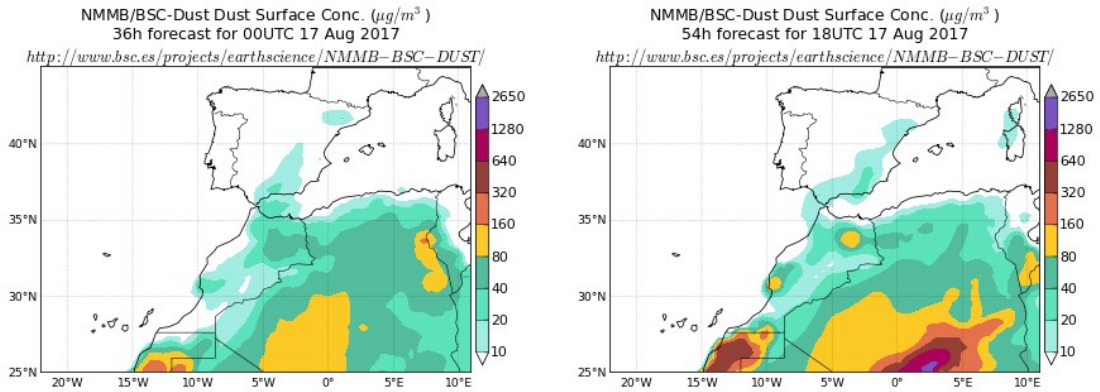 NMMB/BSC-Dust Dust Surface Conc. (μg/m³ )
36h forecast for 00UTC 17 Aug 2017
http://www.bsc.es/projects/earthscience/NMMB−BSC−DUST/
2650
1280
640
320
160
80
40
20
10
40°N
35°N
30°N
25°N
20°W
15°W
10°W
5°W
0°
5°E
10°E
NMMB/BSC-Dust Dust Surface Conc. (μg/m³ )
54h forecast for 18UTC 17 Aug 2017
http://www.bsc.es/projects/earthscience/NMMB−BSC−DUST/
2650
1280
640
320
160
80
40
20
10
40°N
35°N
30°N
25°N
20°W
15°W
10°W
5°W
0°
5°E
10°E